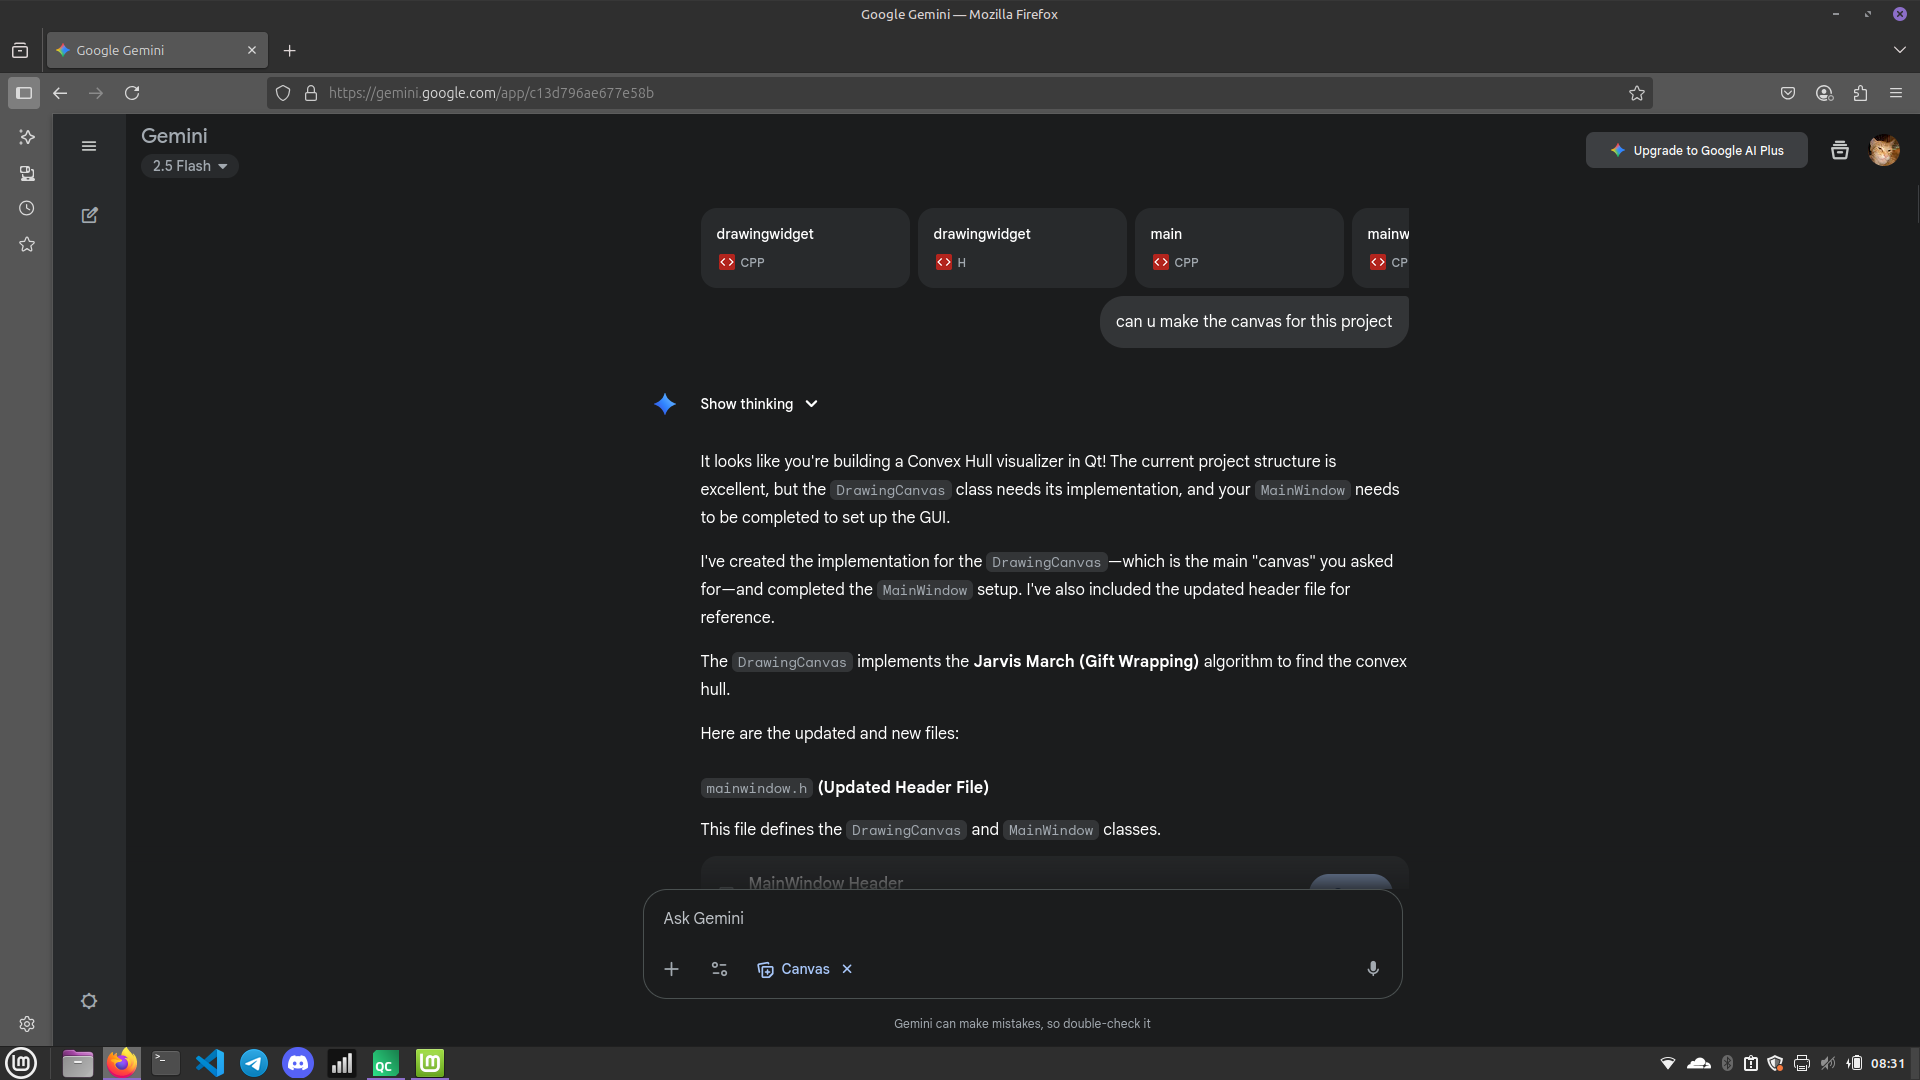 Google Gemini — Mozilla Firefox
Google Gemini
https://gemini.google.com/app/c13d796ae677e58b
Gemini
2.5 Flash
Upgrade to Google AI Plus
drawingwidget
CPP
drawingwidget
H
main
CPP
mainw
CP
can u make the canvas for this project
Show thinking
It looks like you're building a Convex Hull visualizer in Qt! The current project structure is
excellent, but the DrawingCanvas class needs its implementation, and your MainWindow needs
to be completed to set up the GUI.
I've created the implementation for the DrawingCanvas—which is the main "canvas" you asked
for—and completed the MainWindow setup. I've also included the updated header file for
reference.
The DrawingCanvas implements the Jarvis March (Gift Wrapping) algorithm to find the convex
hull.
Here are the updated and new files:
mainwindow.h (Updated Header File)
This file defines the DrawingCanvas and MainWindow classes.
MainWindow Header
Ask Gemini
Canvas
Gemini can make mistakes, so double-check it
QC
08:31